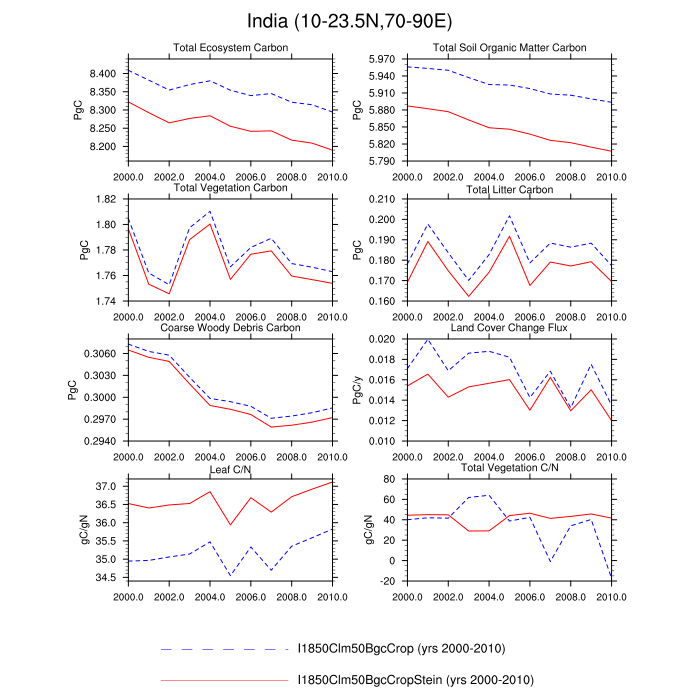 India (10-23.5N,70-90E)
Total Ecosystem Carbon
PgC
8.400
8.350
8.300
8.250
8.200
2000.0 2002.0 2004.0 2006.0 2008.0 2010.0
Total Soil Organic Matter Carbon
PgC
5.970
5.940
5.910
5.880
5.850
5.820
5.790
2000.0 2002.0 2004.0 2006.0 2008.0 2010.0
Total Vegetation Carbon
PgC
1.82
1.80
1.78
1.76
1.74
2000.0 2002.0 2004.0 2006.0 2008.0 2010.0
Total Litter Carbon
PgC
0.210
0.200
0.190
0.180
0.170
0.160
2000.0 2002.0 2004.0 2006.0 2008.0 2010.0
Coarse Woody Debris Carbon
PgC
0.3060
0.3030
0.3000
0.2970
0.2940
2000.0 2002.0 2004.0 2006.0 2008.0 2010.0
Land Cover Change Flux
PgC/y
0.020
0.018
0.016
0.014
0.012
0.010
2000.0 2002.0 2004.0 2006.0 2008.0 2010.0
Leaf C/N
gC/gN
37.0
36.5
36.0
35.5
35.0
34.5
2000.0 2002.0 2004.0 2006.0 2008.0 2010.0
Total Vegetation C/N
gC/gN
80
60
40
20
0
-20
2000.0 2002.0 2004.0 2006.0 2008.0 2010.0
I1850Clm50BgcCrop (yrs 2000-2010)
I1850Clm50BgcCropStein (yrs 2000-2010)